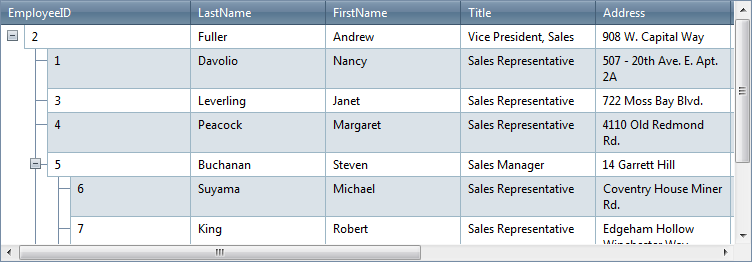 EmployeeID LastName FirstName Title Address
2 Fuller Andrew Vice President, Sales 908 W. Capital Way
1 Davolio Nancy Sales Representative 507 - 20th Ave. E. Apt.
2A
3 Leverling Janet Sales Representative 722 Moss Bay Blvd.
4 Peacock Margaret Sales Representative 4110 Old Redmond
Rd.
5 Buchanan Steven Sales Manager 14 Garrett Hill
6 Suyama Michael Sales Representative Coventry House Miner
Rd.
7 King Robert Sales Representative Edgeham Hollow
Winchester Way